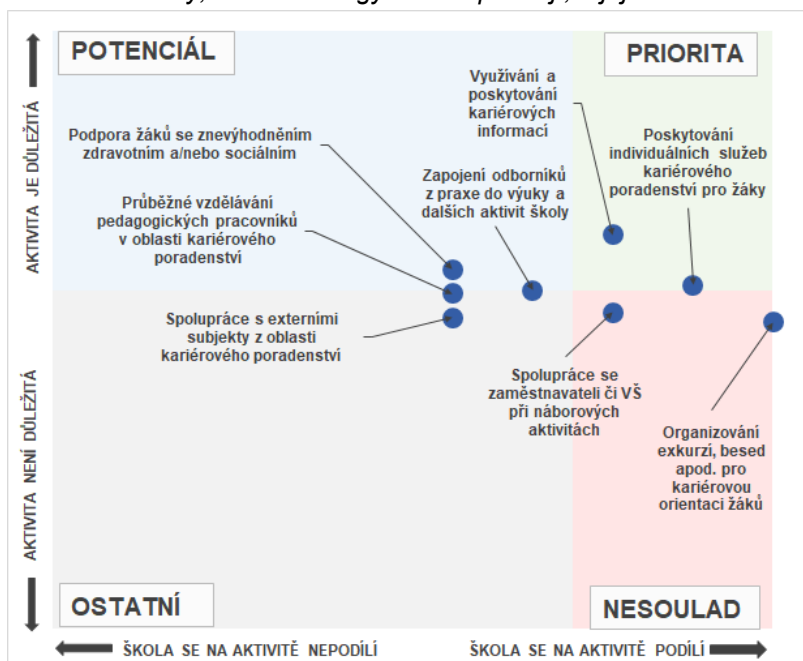 POTENCIÁL
PRIORITA
AKTIVITA JE DŮLEŽITÁ
AKTIVITA NENÍ DŮLEŽITÁ
Využívání a
poskytování
kariérových
informací
Podpora žáků se znevýhodněním
zdravotním a/nebo sociálním
Zapojení odborníků
z praxe do výuky a
dalších aktivit školy
Poskytování
individuálních služeb
kariérového
poradenství pro žáky
Průběžné vzdělávání
pedagogických pracovníků
v oblasti kariérového
poradenství
Spolupráce s externími
subjekty z oblasti
kariérového poradenství
Spolupráce se
zaměstnavateli či VŠ
při náborových
aktivitách
Organizování
exkurzí, besed
apod. pro
kariérovou
orientaci žáků
OSTATNÍ
NESOULAD
ŠKOLA SE NA AKTIVITĚ NEPODÍLÍ
ŠKOLA SE NA AKTIVITĚ PODÍLÍ